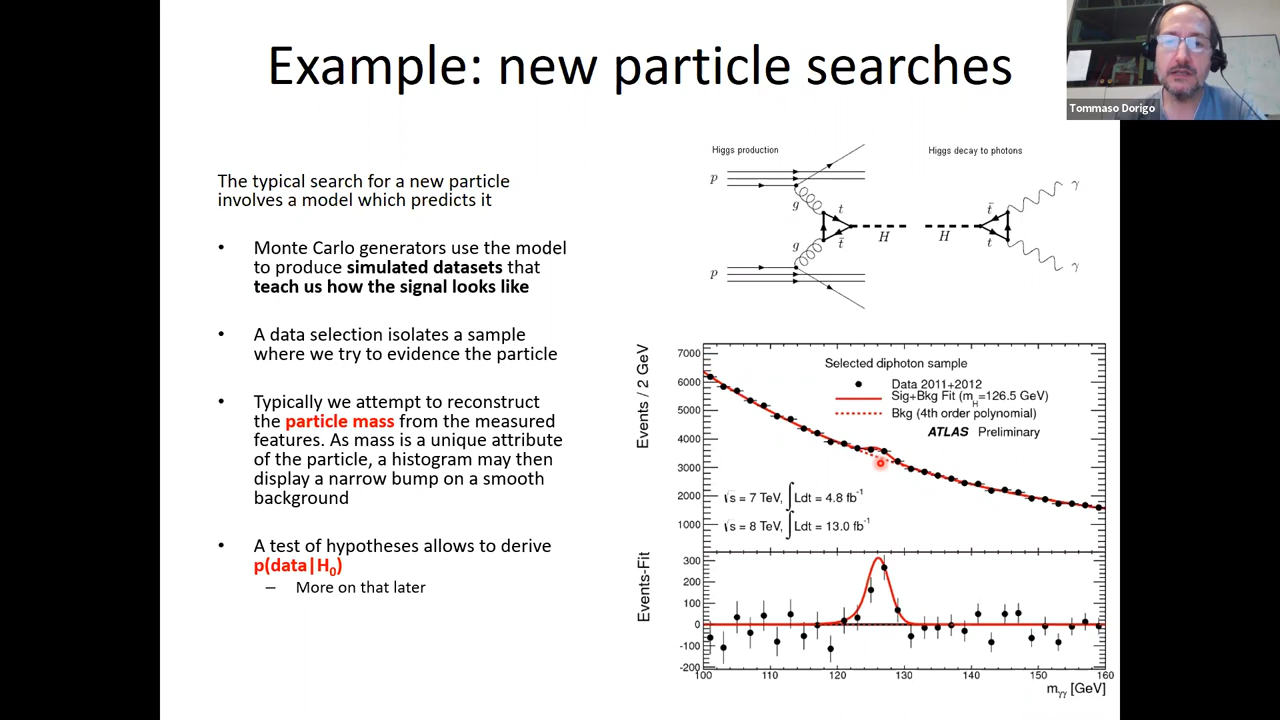 Example: new particle searches
Tommaso Dorigo
The typical search for a new particle
involves a model which predicts it
• Monte Carlo generators use the model
to produce simulated datasets that
teach us how the signal looks like
• A data selection isolates a sample
where we try to evidence the particle
• Typically we attempt to reconstruct
the particle mass from the measured
features. As mass is a unique attribute
of the particle, a histogram may then
display a narrow bump on a smooth
background
• A test of hypotheses allows to derive
p(data|H₀)
– More on that later
Higgs production
Higgs decay to photons
p
g
t
t̄
H
g
p
H
t̄
t
γ
γ
Events / 2 GeV
7000
6000
5000
4000
3000
2000
1000
Selected diphoton sample
Data 2011+2012
Sig+Bkg Fit (m_H=126.5 GeV)
Bkg (4th order polynomial)
ATLAS Preliminary
√s = 7 TeV, ∫Ldt = 4.8 fb⁻¹
√s = 8 TeV, ∫Ldt = 13.0 fb⁻¹
Events-Fit
300
200
100
0
-100
-200
100 110 120 130 140 150 160
m_γγ [GeV]